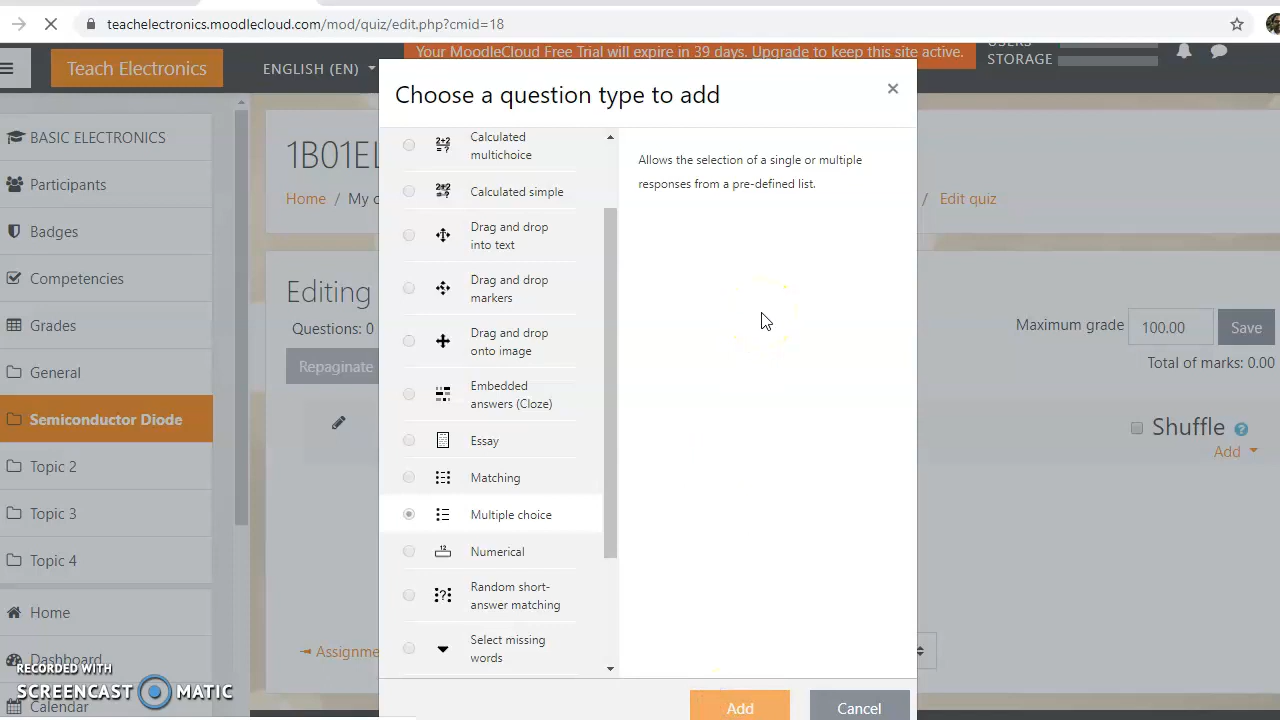 teachelectronics.moodlecloud.com/mod/quiz/edit.php?cmid=18
Teach Electronics
ENGLISH (EN)
Your MoodleCloud Free Trial will expire in 39 days. Upgrade to keep this site active.
USERS
STORAGE
BASIC ELECTRONICS
Participants
Badges
Competencies
Grades
General
Semiconductor Diode
Topic 2
Topic 3
Topic 4
Home
Dashboard
Calendar
1B01EL
Home / My c
/ Edit quiz
Editing
Questions: 0
Repaginate
Maximum grade 100.00 Save
Total of marks: 0.00
Shuffle
Add
Assignme
Choose a question type to add
Calculated
multichoice
Calculated simple
Drag and drop
into text
Drag and drop
markers
Drag and drop
onto image
Embedded
answers (Cloze)
Essay
Matching
Multiple choice
Numerical
Random short-
answer matching
Select missing
words
Allows the selection of a single or multiple
responses from a pre-defined list.
Add
Cancel
RECORDED WITH
SCREENCAST MATIC